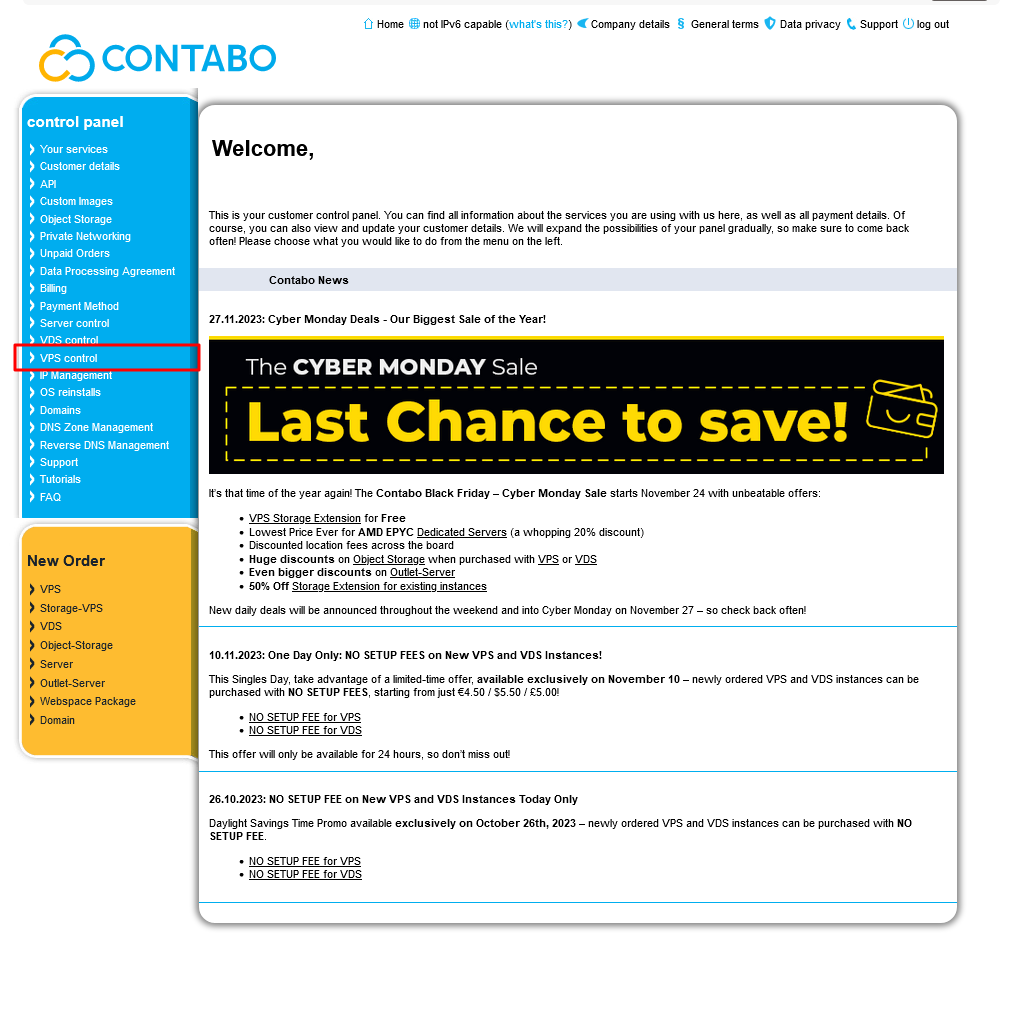 Home not IPv6 capable (what's this?) Company details § General terms Data privacy Support log out
CONTABO
control panel
Your services
Customer details
API
Custom Images
Object Storage
Private Networking
Unpaid Orders
Data Processing Agreement
Billing
Payment Method
Server control
VDS control
VPS control
IP Management
OS reinstalls
Domains
DNS Zone Management
Reverse DNS Management
Support
Tutorials
FAQ
New Order
VPS
Storage-VPS
VDS
Object-Storage
Server
Outlet-Server
Webspace Package
Domain
Welcome,
This is your customer control panel. You can find all information about the services you are using with us here, as well as all payment details. Of
course, you can also view and update your customer details. We will expand the possibilities of your panel gradually, so make sure to come back
often! Please choose what you would like to do from the menu on the left.
Contabo News
27.11.2023: Cyber Monday Deals - Our Biggest Sale of the Year!
The CYBER MONDAY Sale
Last Chance to save!
It's that time of the year again! The Contabo Black Friday – Cyber Monday Sale starts November 24 with unbeatable offers:
• VPS Storage Extension for Free
• Lowest Price Ever for AMD EPYC Dedicated Servers (a whopping 20% discount)
• Discounted location fees across the board
• Huge discounts on Object Storage when purchased with VPS or VDS
• Even bigger discounts on Outlet-Server
• 50% Off Storage Extension for existing instances
New daily deals will be announced throughout the weekend and into Cyber Monday on November 27 – so check back often!
10.11.2023: One Day Only: NO SETUP FEES on New VPS and VDS Instances!
This Singles Day, take advantage of a limited-time offer, available exclusively on November 10 – newly ordered VPS and VDS instances can be
purchased with NO SETUP FEES, starting from just €4.50 / $5.50 / £5.00!
• NO SETUP FEE for VPS
• NO SETUP FEE for VDS
This offer will only be available for 24 hours, so don't miss out!
26.10.2023: NO SETUP FEE on New VPS and VDS Instances Today Only
Daylight Savings Time Promo available exclusively on October 26th, 2023 – newly ordered VPS and VDS instances can be purchased with NO
SETUP FEE.
• NO SETUP FEE for VPS
• NO SETUP FEE for VDS